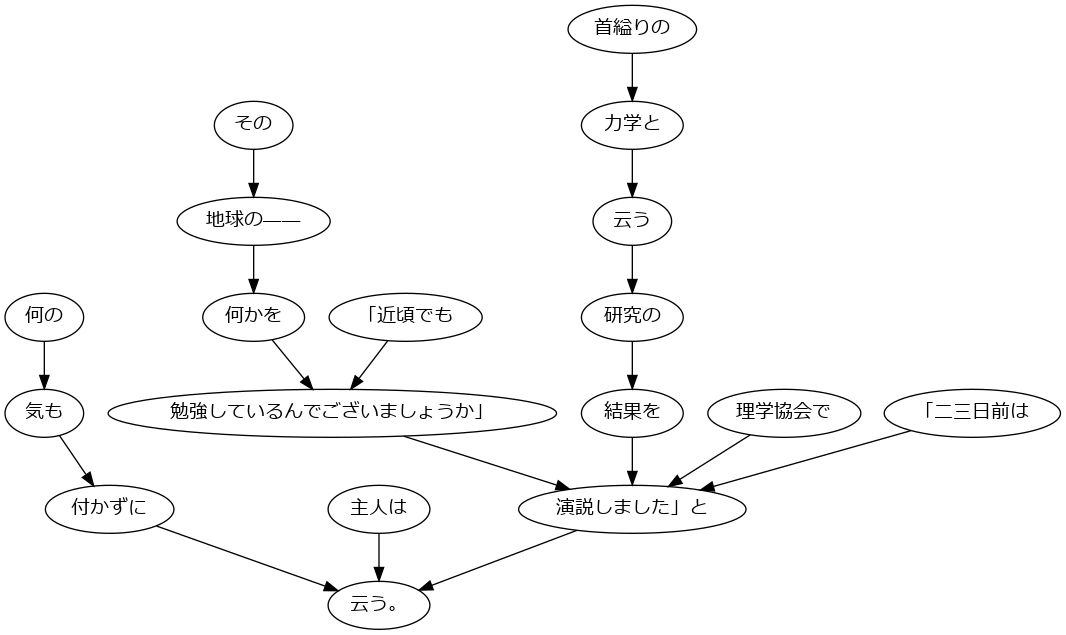 首縊りの
その
力学と
地球の――
云う
何の
何かを
「近頃でも
研究の
気も
勉強しているんでございましょうか」
結果を
理学協会で
「二三日前は
付かずに
主人は
演説しました」と
云う。